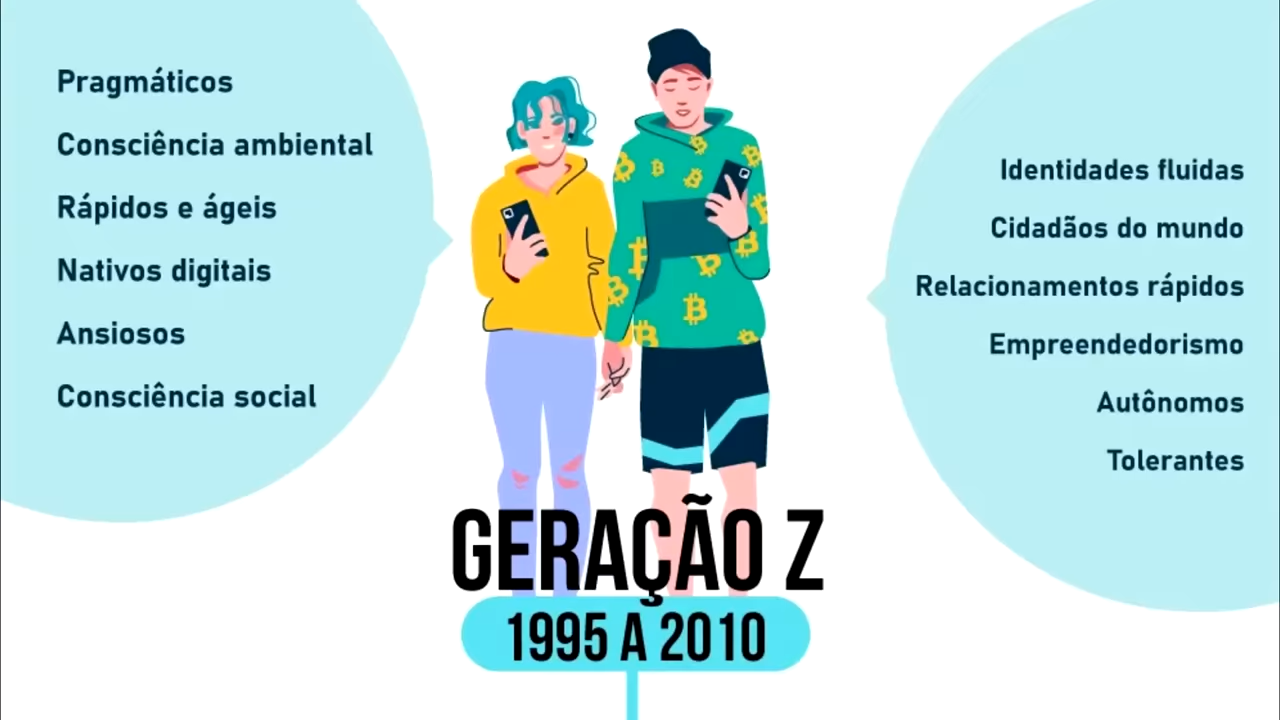 Pragmáticos
Consciência ambiental
Rápidos e ágeis
Nativos digitais
Ansiosos
Consciência social
Identidades fluidas
Cidadãos do mundo
Relacionamentos rápidos
Empreendedorismo
Autônomos
Tolerantes
GERAÇÃO Z
1995 A 2010